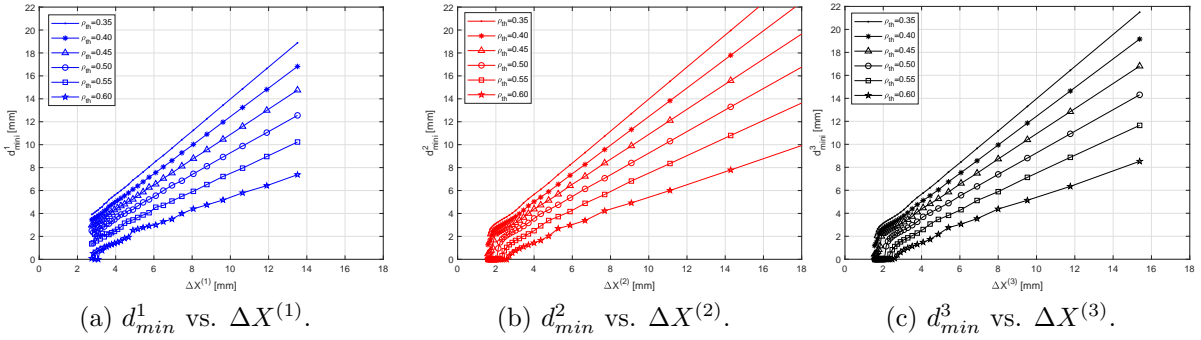 22
20
18
16
14
12
10
8
6
4
2
0
d¹mini [mm]
ρth=0.35
ρth=0.40
ρth=0.45
ρth=0.50
ρth=0.55
ρth=0.60
0 2 4 6 8 10 12 14 16 18
ΔX(1) [mm]
(a) d¹min vs. ΔX(1).
22
20
18
16
14
12
10
8
6
4
2
0
d²mini [mm]
ρth=0.35
ρth=0.40
ρth=0.45
ρth=0.50
ρth=0.55
ρth=0.60
0 2 4 6 8 10 12 14 16 18
ΔX(2) [mm]
(b) d²min vs. ΔX(2).
22
20
18
16
14
12
10
8
6
4
2
0
d³mini [mm]
ρth=0.35
ρth=0.40
ρth=0.45
ρth=0.50
ρth=0.55
ρth=0.60
0 2 4 6 8 10 12 14 16 18
ΔX(3) [mm]
(c) d³min vs. ΔX(3).